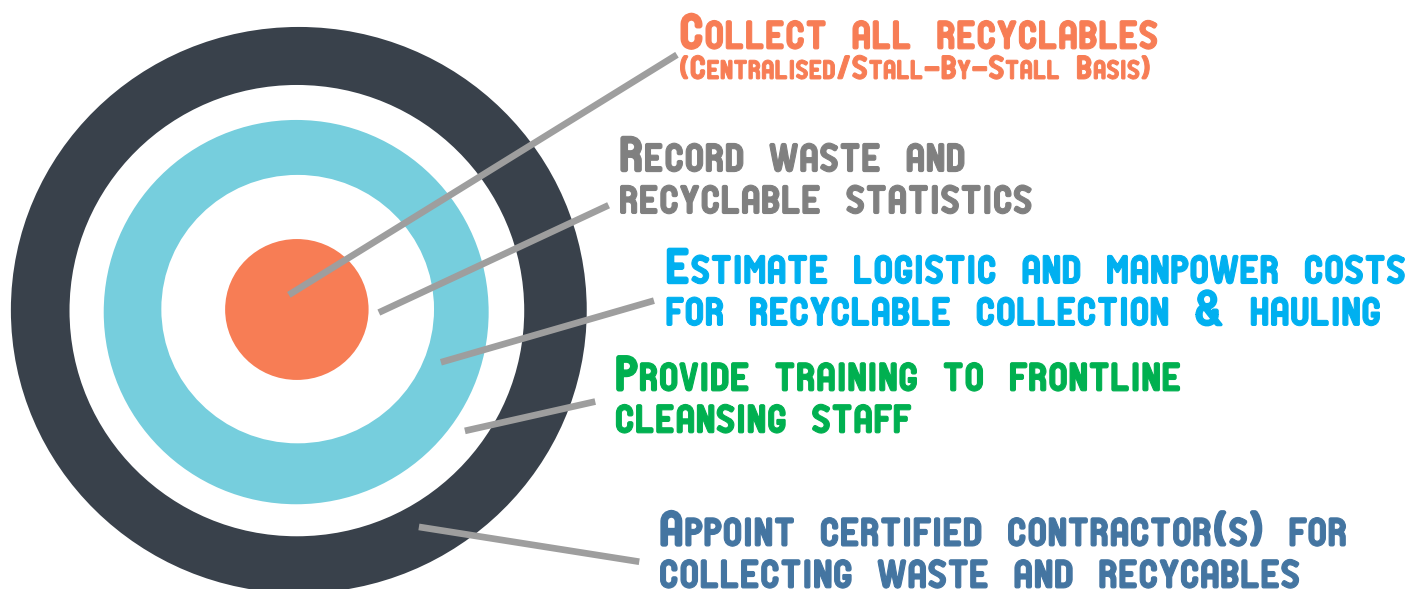 Collect all recyclables
(Centralised/Stall-By-Stall Basis)
Record waste and
recyclable statistics
Estimate logistic and manpower costs
for recyclable collection & hauling
Provide training to frontline
cleansing staff
Appoint certified contractor(s) for
collecting waste and recycables